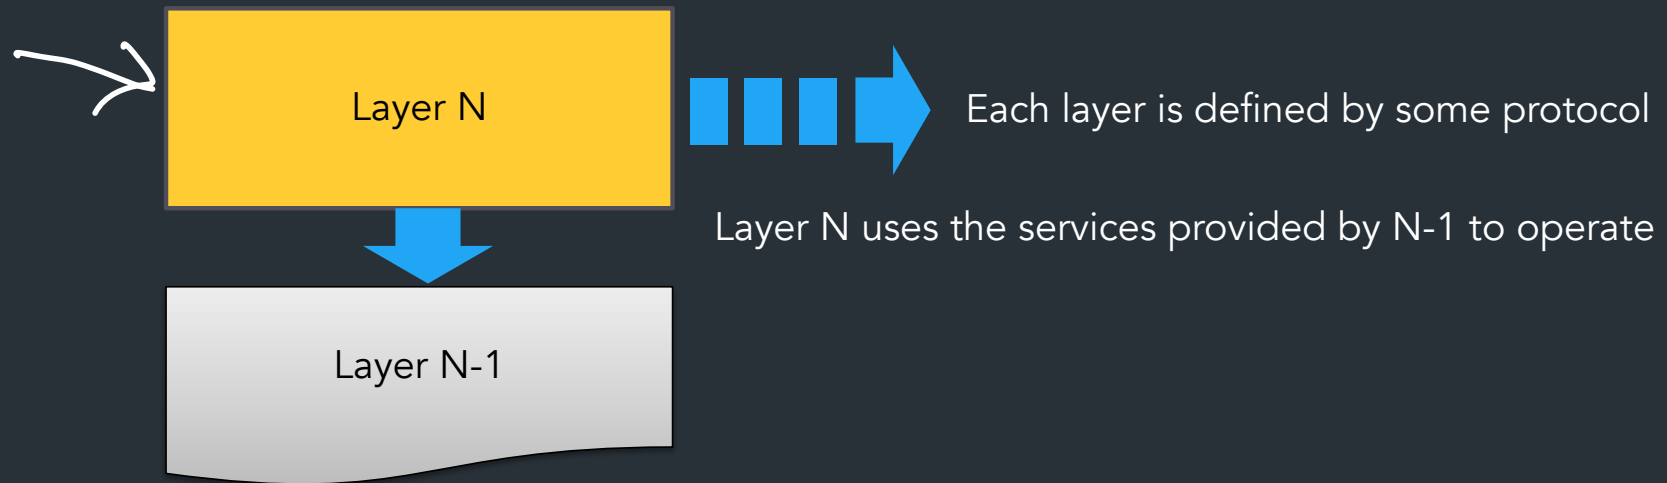 Layer N
Each layer is defined by some protocol
Layer N uses the services provided by N-1 to operate
Layer N-1